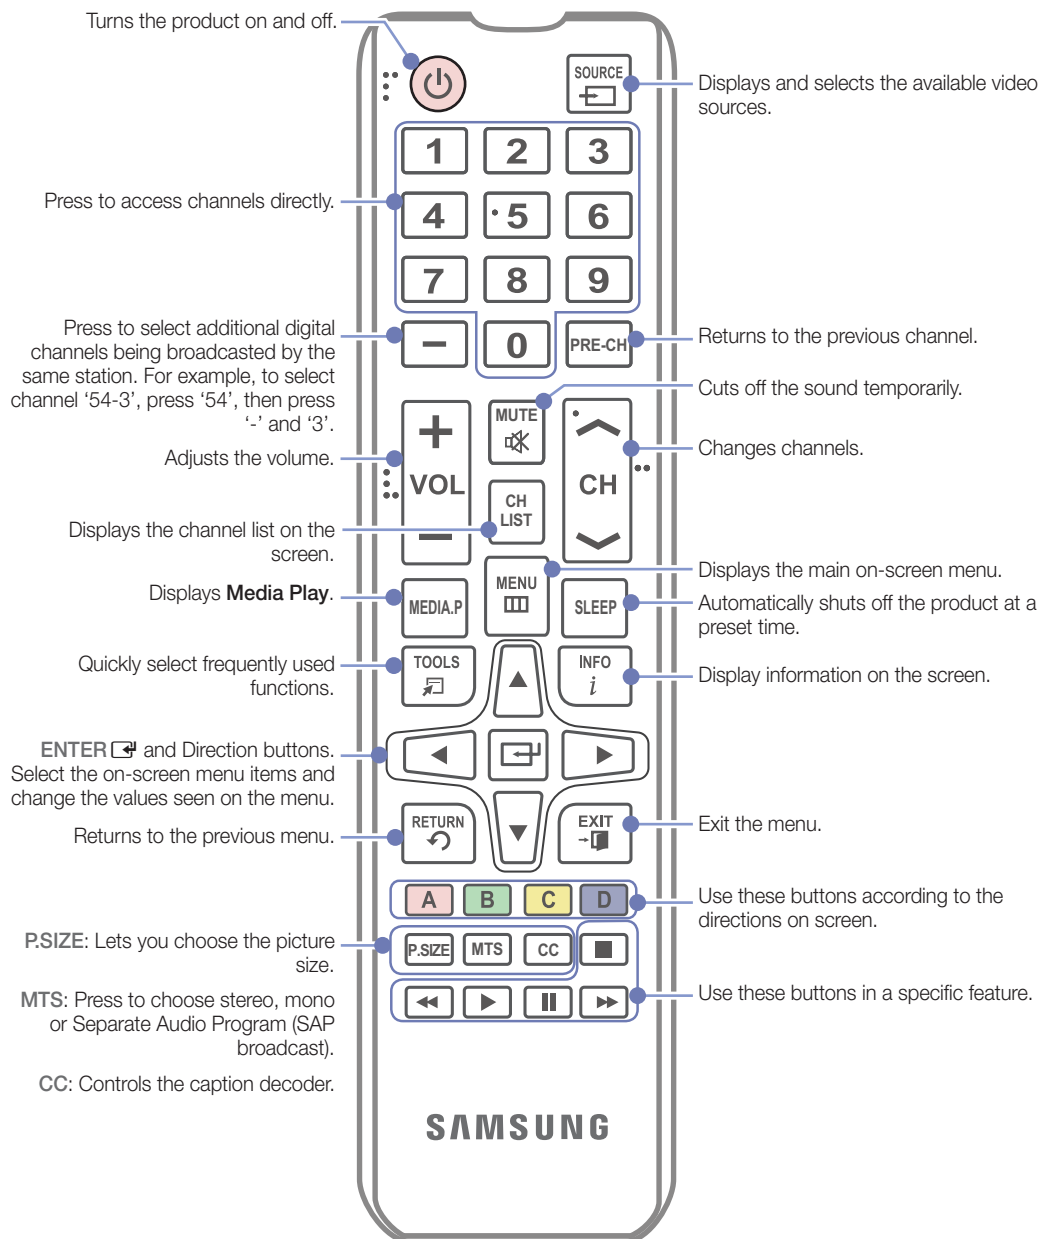 Turns the product on and off.
SOURCE
Displays and selects the available video
sources.
1 2 3
Press to access channels directly.
4 5 6
7 8 9
Press to select additional digital
channels being broadcasted by the
same station. For example, to select
channel ‘54-3’, press ‘54’, then press
‘-’ and ‘3’.
− 0 PRE-CH
Returns to the previous channel.
Cuts off the sound temporarily.
MUTE
+
VOL
−
Adjusts the volume.
CH
Changes channels.
CH
LIST
Displays the channel list on the
screen.
MENU
Displays the main on-screen menu.
Displays Media Play.
MEDIA.P
SLEEP
Automatically shuts off the product at a
preset time.
Quickly select frequently used
functions.
TOOLS
INFO
i
Display information on the screen.
ENTER and Direction buttons.
Select the on-screen menu items and
change the values seen on the menu.
Returns to the previous menu.
RETURN
EXIT
Exit the menu.
A B C D
Use these buttons according to the
directions on screen.
P.SIZE: Lets you choose the picture
size.
P.SIZE MTS CC
Use these buttons in a specific feature.
MTS: Press to choose stereo, mono
or Separate Audio Program (SAP
broadcast).
CC: Controls the caption decoder.
SAMSUNG